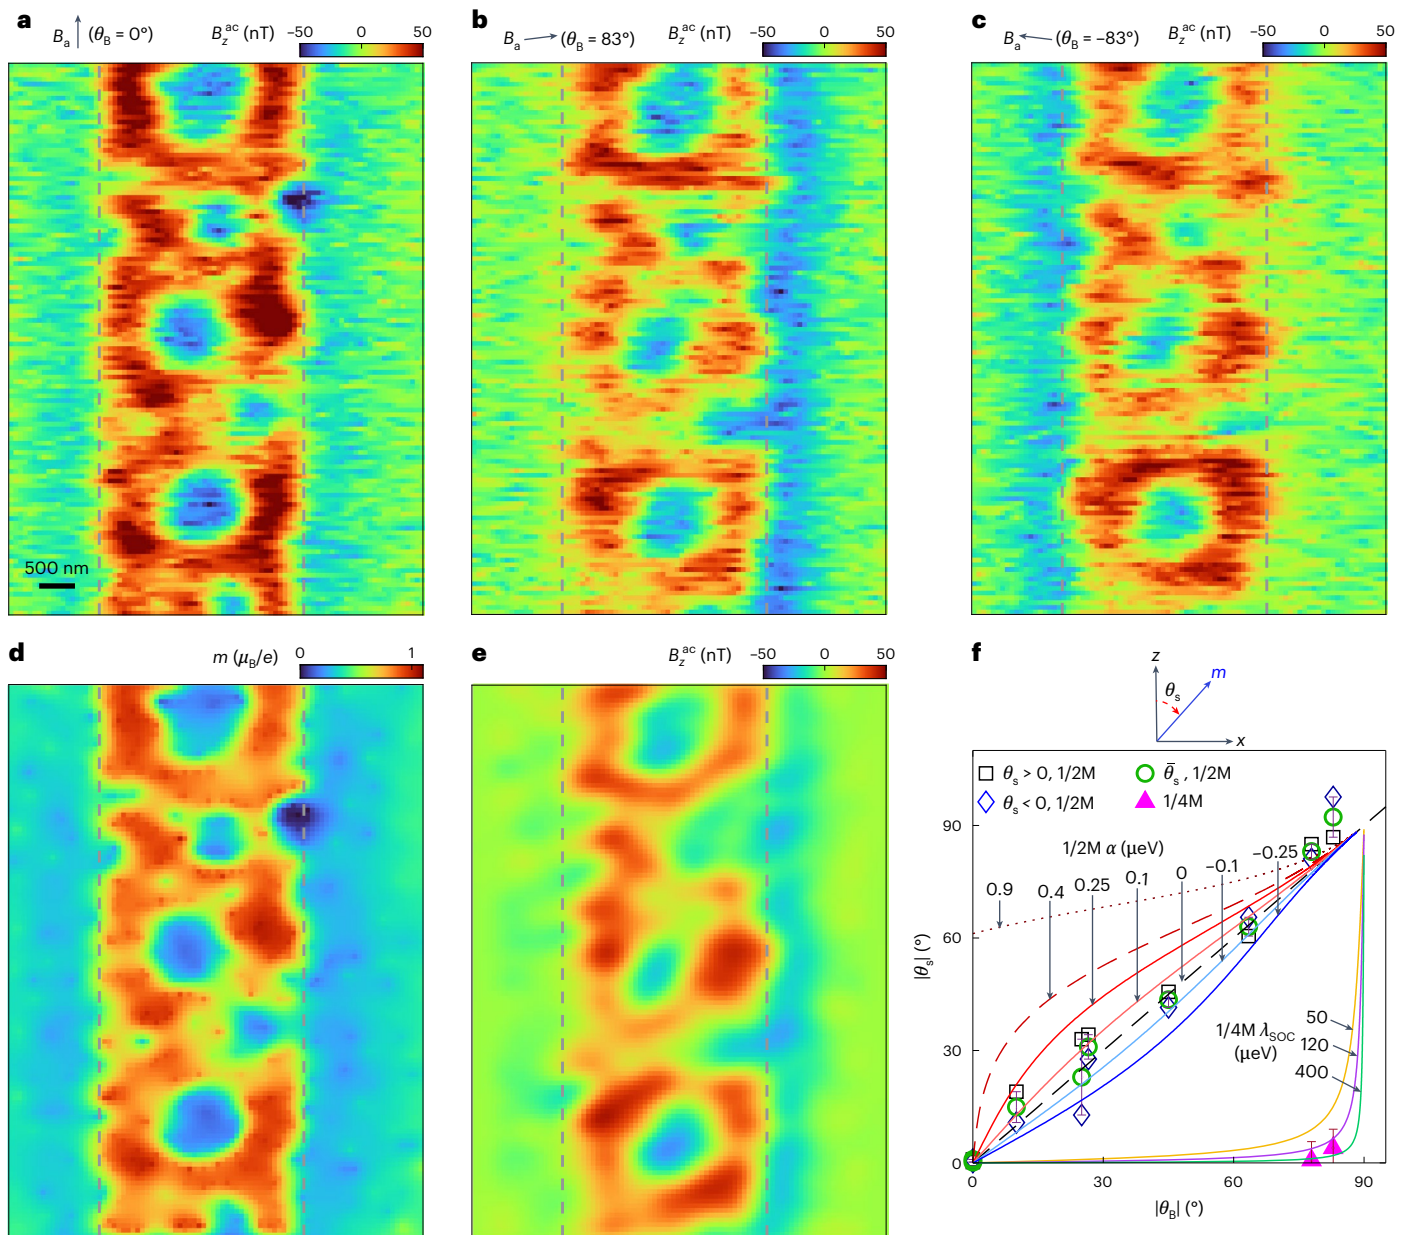 a
Bₐ (θ_B = 0°)
B_z^ac (nT)
−50 0 50
b
Bₐ (θ_B = 83°)
B_z^ac (nT)
−50 0 50
c
Bₐ (θ_B = −83°)
B_z^ac (nT)
−50 0 50
500 nm
d
m (μ_B/e)
0 1
e
B_z^ac (nT)
−50 0 50
f
z
m
θ_s
x
θ_s > 0, 1/2M
θ̄_s, 1/2M
θ_s < 0, 1/2M
1/4M
1/2M α (μeV)
0.9
0.4
0.25
0.1
0
−0.1
−0.25
1/4M λ_SOC
(μeV)
50
120
400
90
60
30
0
|θ_s| (°)
0 30 60 90
|θ_B| (°)